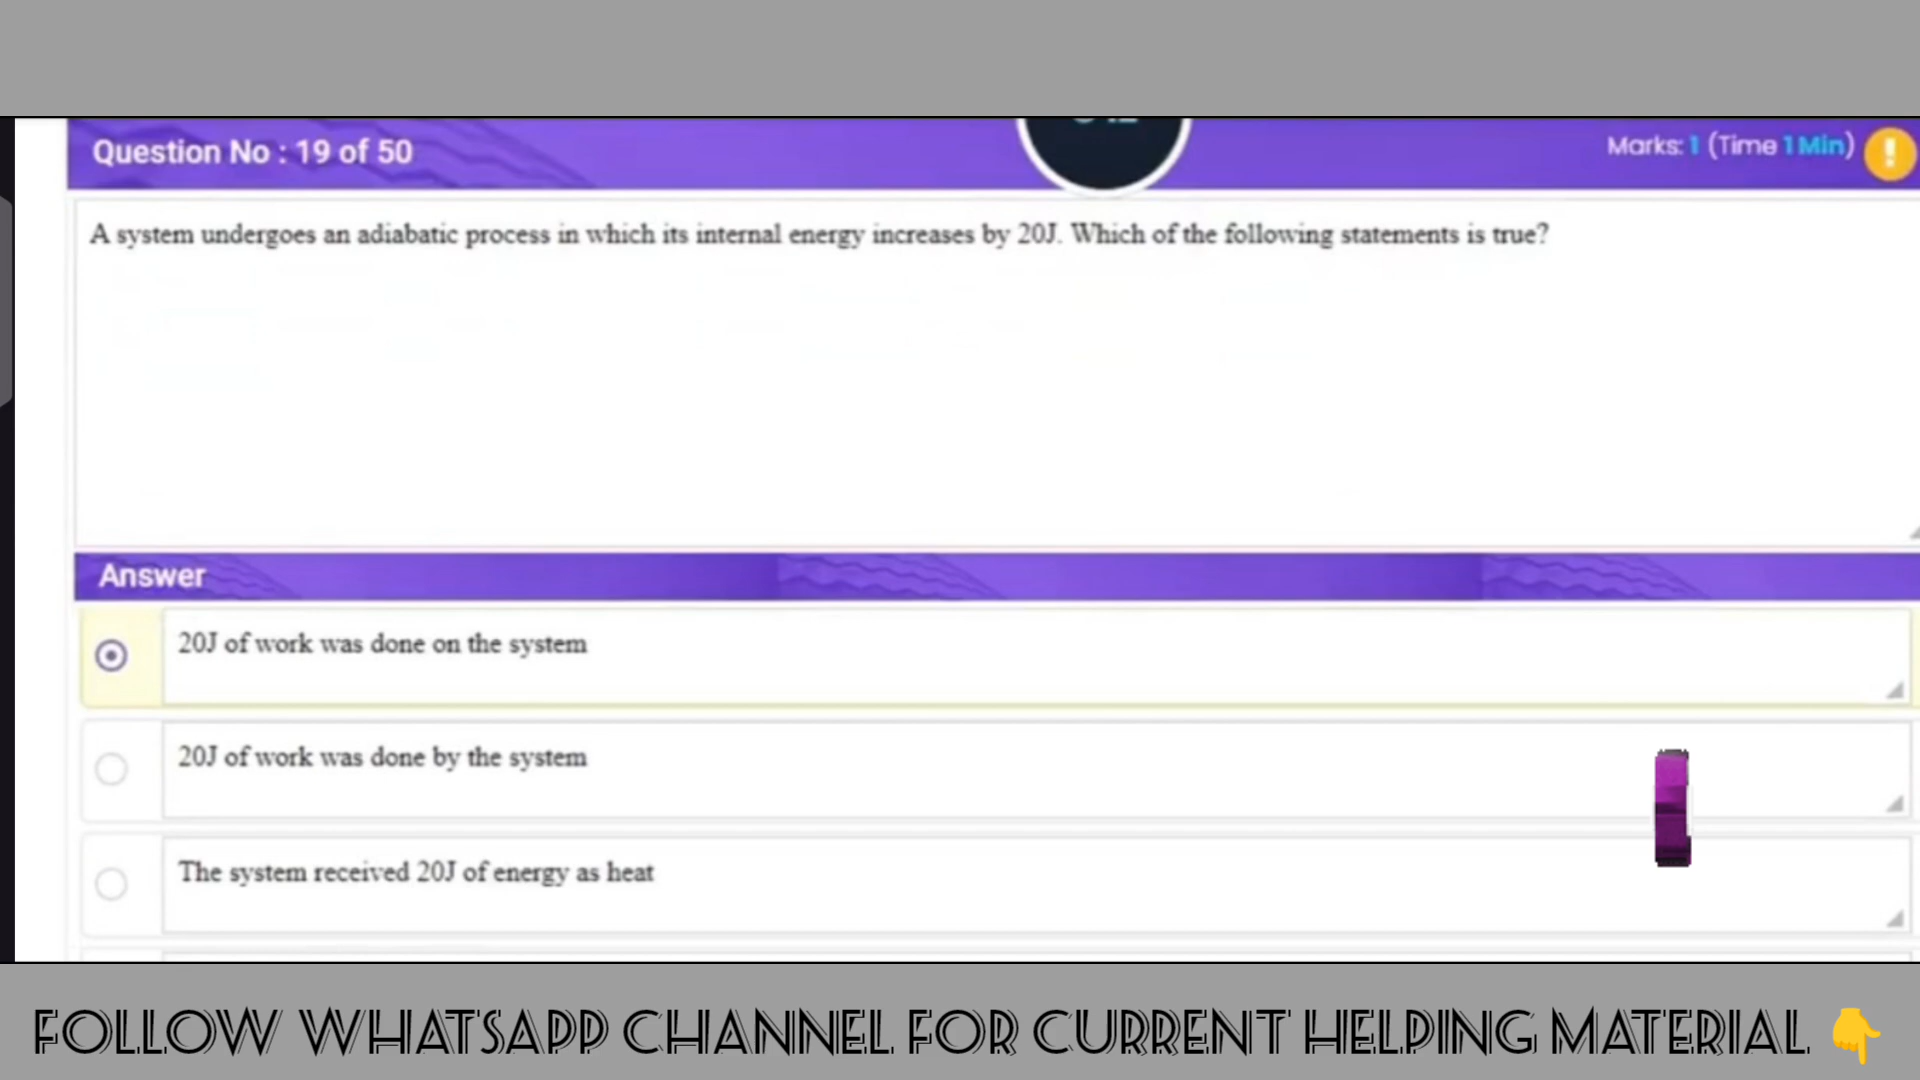 Question No : 19 of 50
Marks: 1 (Time 1 Min)
A system undergoes an adiabatic process in which its internal energy increases by 20J. Which of the following statements is true?
Answer
20J of work was done on the system
20J of work was done by the system
The system received 20J of energy as heat
FOLLOW WHATSAPP CHANNEL FOR CURRENT HELPING MATERIAL 👇